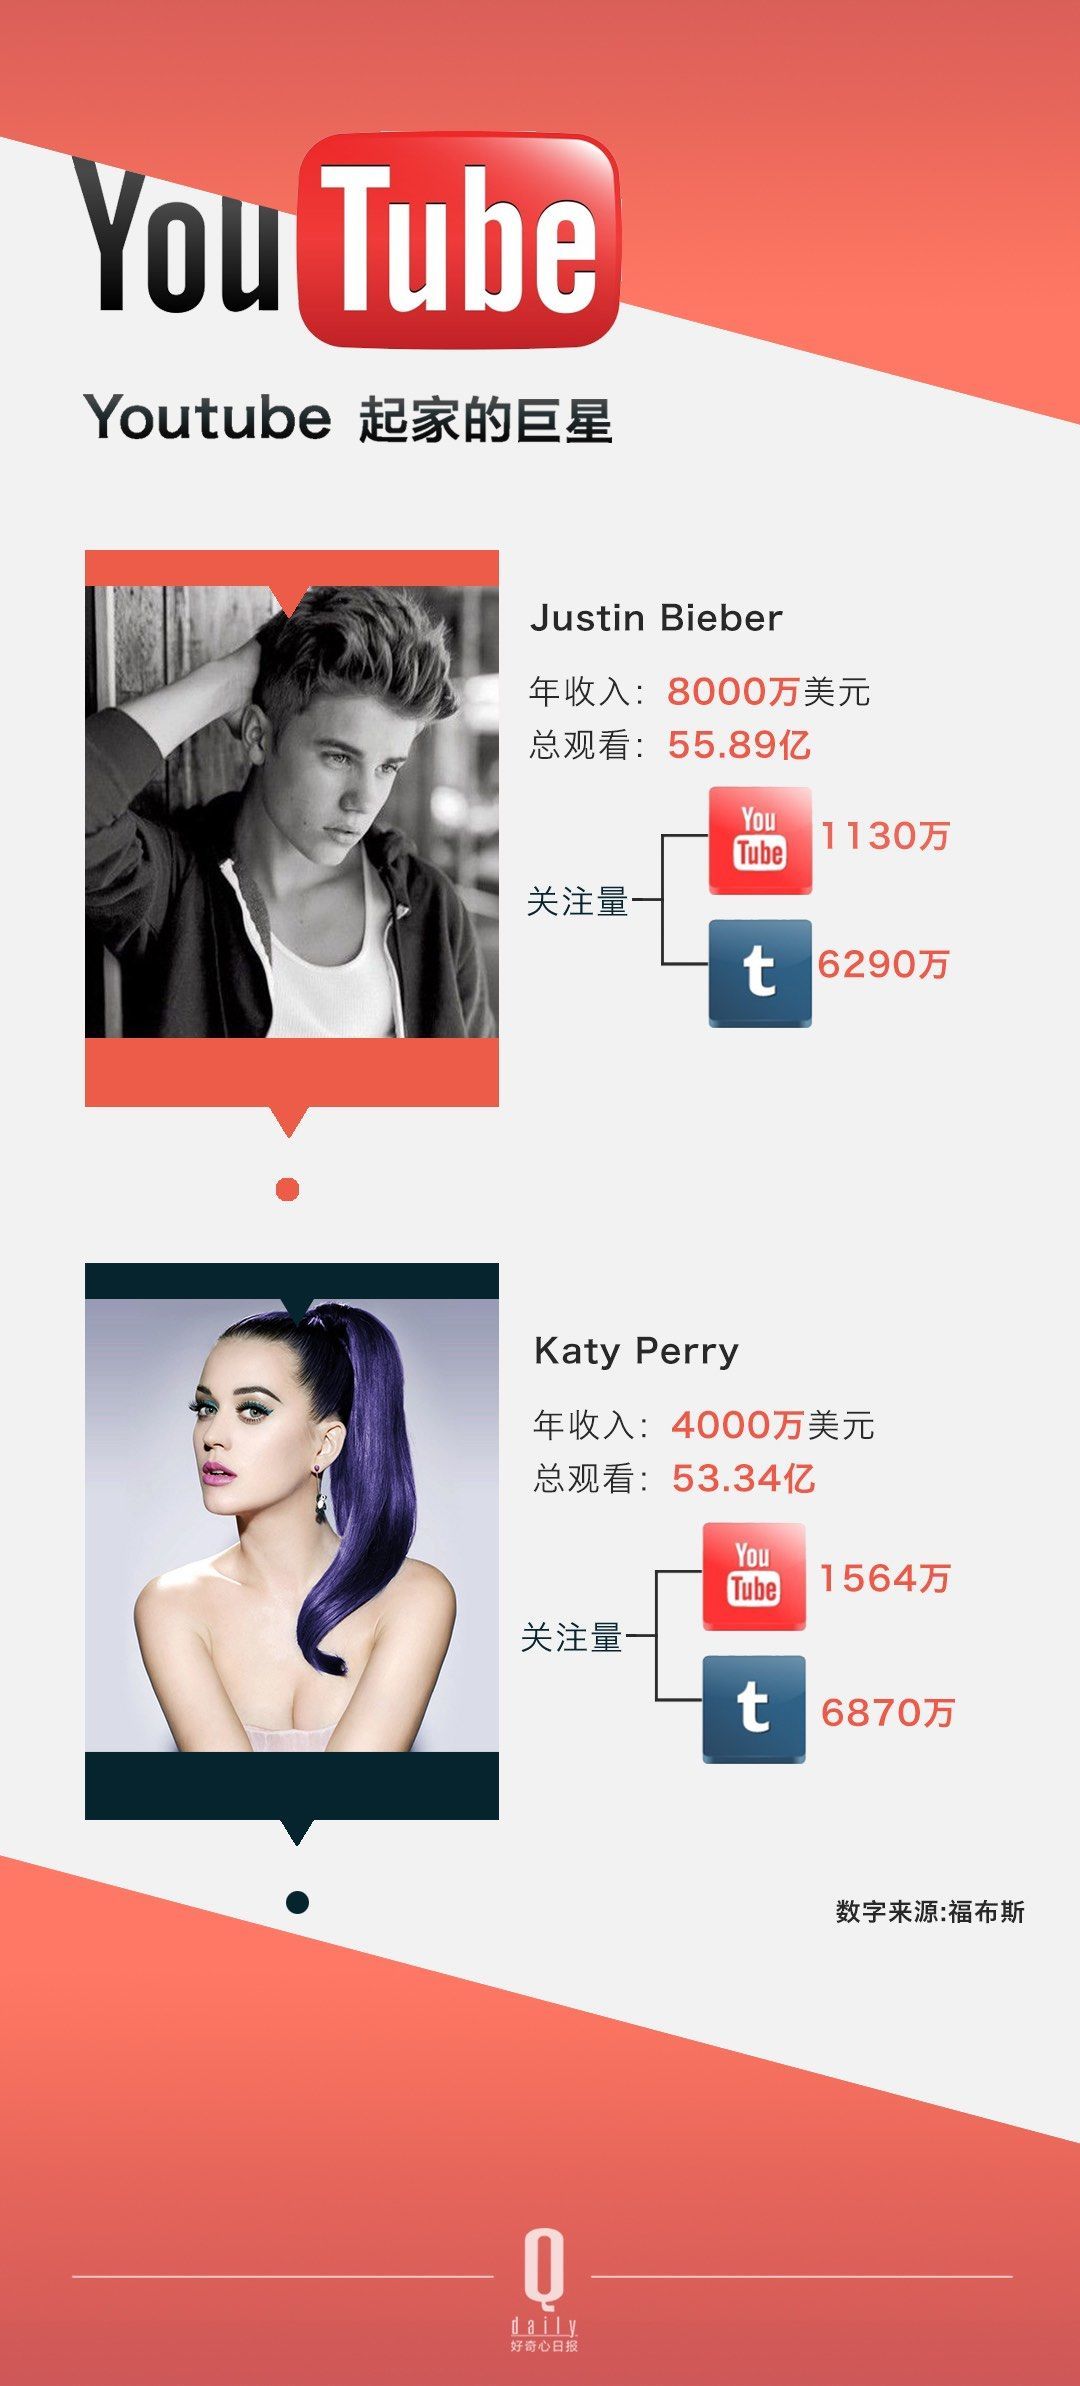 YouTube
Youtube 起家的巨星
Justin Bieber
年收入：8000万美元
总观看：55.89亿
关注量
You
Tube
1130万
t
6290万
Katy Perry
年收入：4000万美元
总观看：53.34亿
关注量
You
Tube
1564万
t
6870万
数字来源:福布斯
Q
daily
好奇心日报